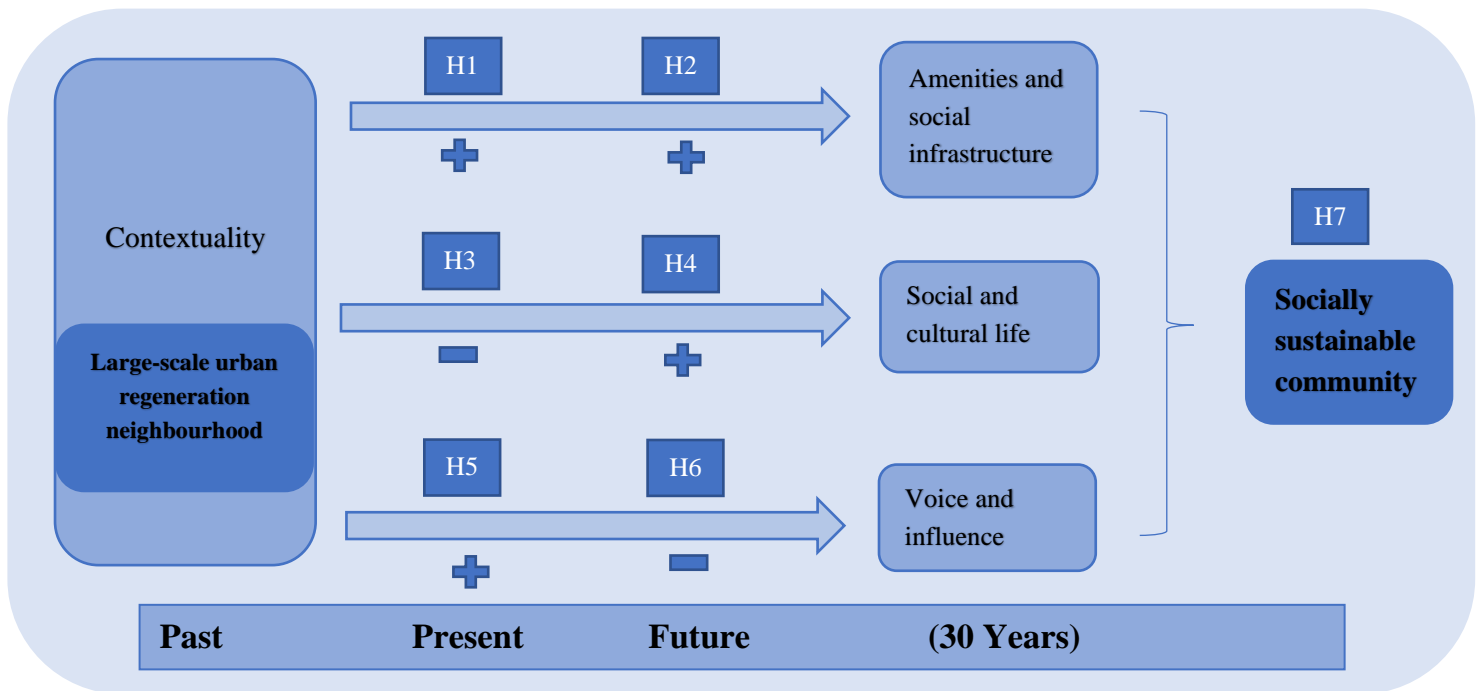 H1
H2
Amenities and
social
infrastructure
Contextuality
H3
H4
Social and
cultural life
H7
Socially
sustainable
community
Large-scale urban
regeneration
neighbourhood
H5
H6
Voice and
influence
Past Present Future (30 Years)